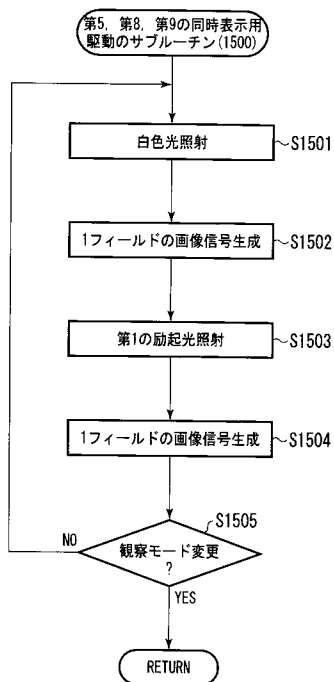 第5，第8，第9の同時表示用
駆動のサブルーチン(1500)
白色光照射
S1501
1フィールドの画像信号生成
S1502
第1の励起光照射
S1503
1フィールドの画像信号生成
S1504
S1505
観察モード変更
?
NO
YES
RETURN